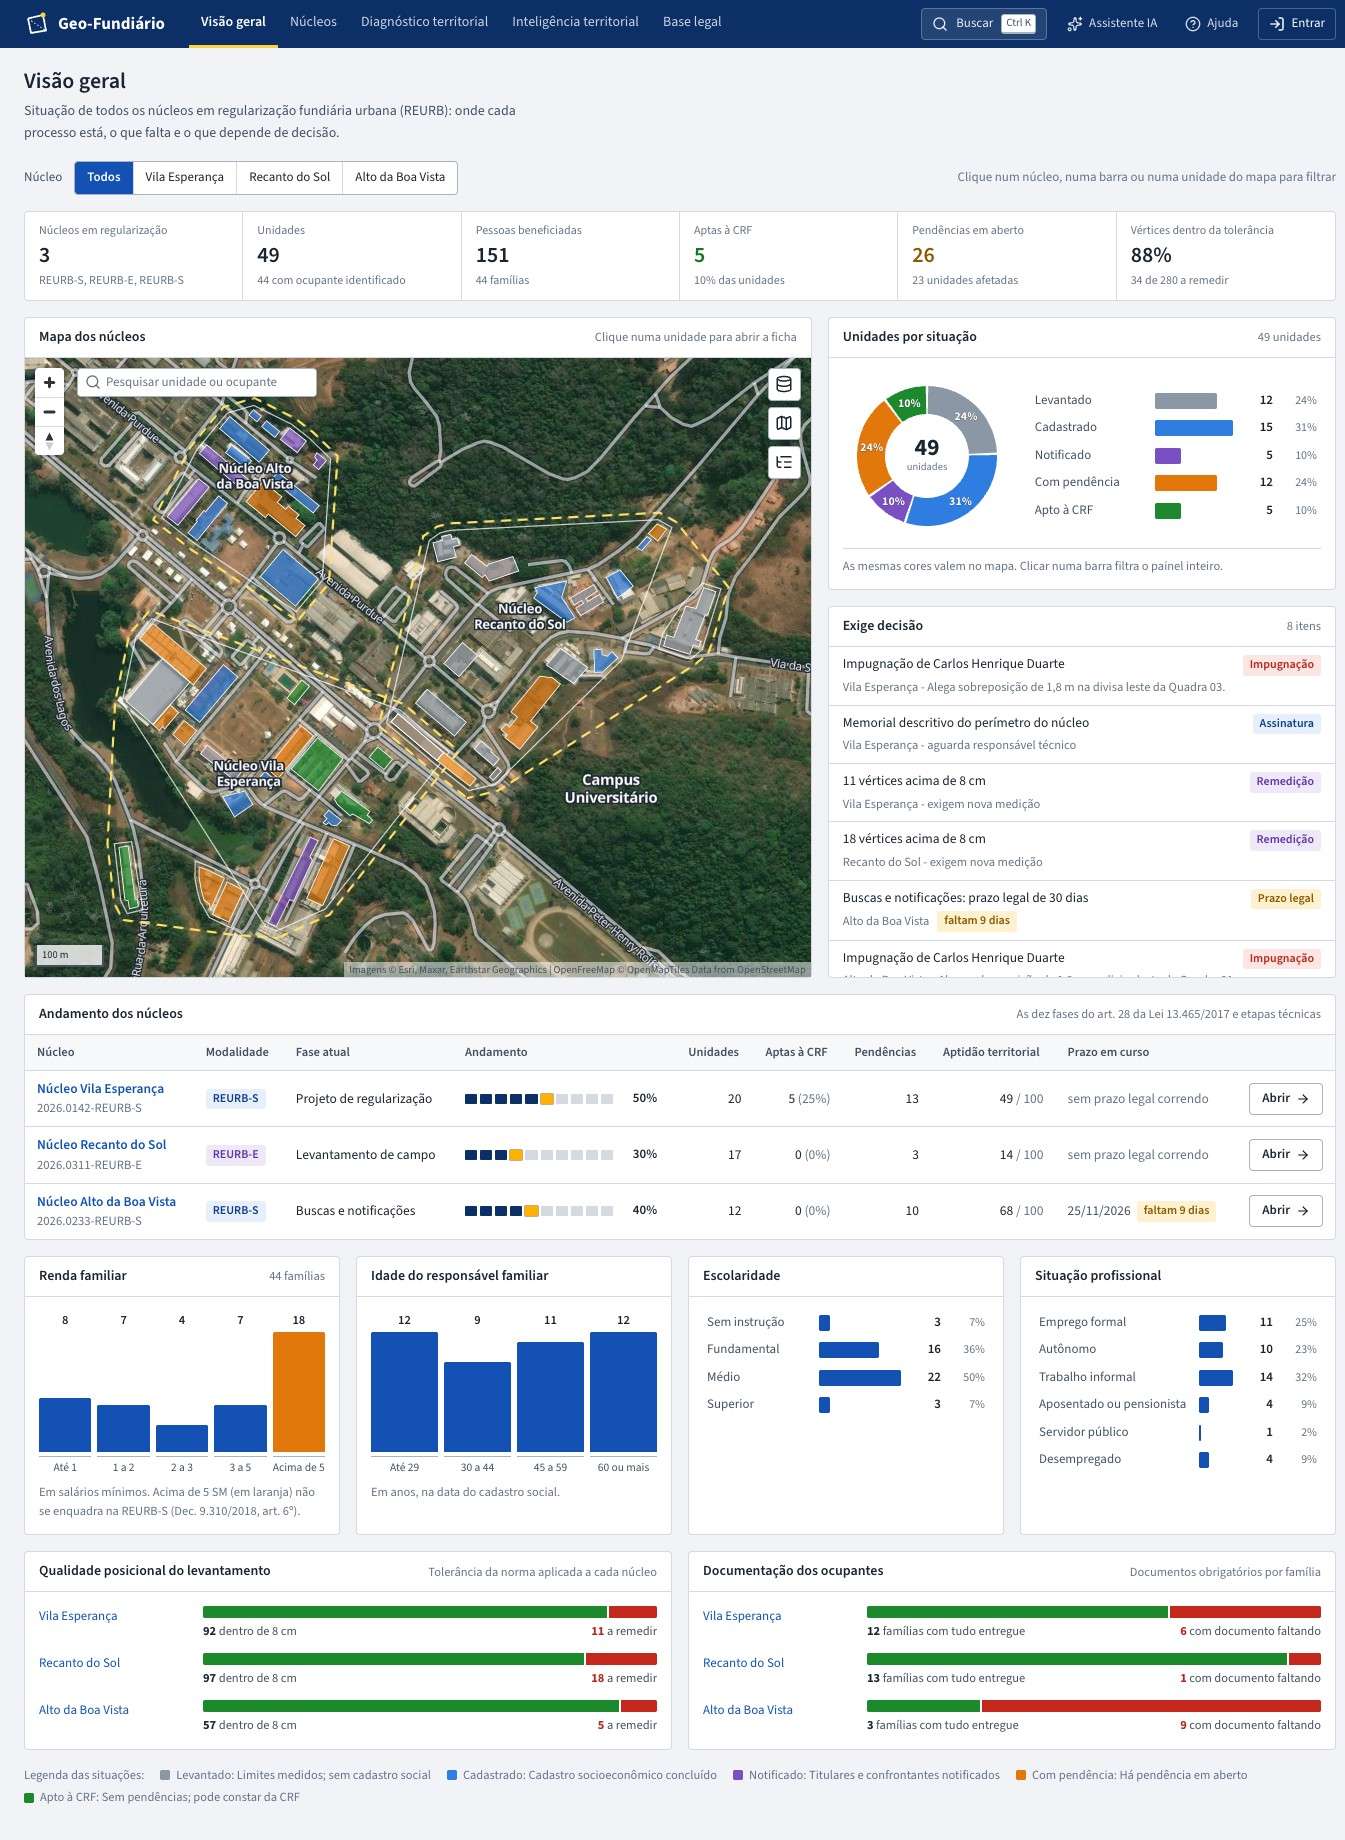 Geo-Fundiário
Visão geral
Núcleos
Diagnóstico territorial
Inteligência territorial
Base legal
Buscar
Ctrl K
Assistente IA
Ajuda
Entrar
Visão geral
Situação de todos os núcleos em regularização fundiária urbana (REURB): onde cada
processo está, o que falta e o que depende de decisão.
Núcleo
Todos
Vila Esperança
Recanto do Sol
Alto da Boa Vista
Clique num núcleo, numa barra ou numa unidade do mapa para filtrar
Núcleos em regularização
3
REURB-S, REURB-E, REURB-S
Unidades
49
44 com ocupante identificado
Pessoas beneficiadas
151
44 famílias
Aptas à CRF
5
10% das unidades
Pendências em aberto
26
23 unidades afetadas
Vértices dentro da tolerância
88%
34 de 280 a remedir
Mapa dos núcleos
Clique numa unidade para abrir a ficha
Pesquisar unidade ou ocupante
Avenida Purdue
Núcleo Alto
da Boa Vista
Avenida Purdue
Núcleo
Recanto do Sol
Avenida dos Lagos
Via da S
Núcleo Vila
Esperança
Campus
Universitário
Rua da Arquitetura
Avenida Peter Henry Rolfs
100 m
Imagens © Esri, Maxar, Earthstar Geographics | OpenFreeMap © OpenMapTiles Data from OpenStreetMap
Unidades por situação
49 unidades
24%
31%
10%
24%
10%
49
unidades
Levantado 12 24%
Cadastrado 15 31%
Notificado 5 10%
Com pendência 12 24%
Apto à CRF 5 10%
As mesmas cores valem no mapa. Clicar numa barra filtra o painel inteiro.
Exige decisão
8 itens
Impugnação de Carlos Henrique Duarte
Impugnação
Vila Esperança - Alega sobreposição de 1,8 m na divisa leste da Quadra 03.
Memorial descritivo do perímetro do núcleo
Assinatura
Vila Esperança - aguarda responsável técnico
11 vértices acima de 8 cm
Remedição
Vila Esperança - exigem nova medição
18 vértices acima de 8 cm
Remedição
Recanto do Sol - exigem nova medição
Buscas e notificações: prazo legal de 30 dias
Prazo legal
Alto da Boa Vista faltam 9 dias
Impugnação de Carlos Henrique Duarte
Impugnação
Andamento dos núcleos
As dez fases do art. 28 da Lei 13.465/2017 e etapas técnicas
Núcleo Modalidade Fase atual Andamento Unidades Aptas à CRF Pendências Aptidão territorial Prazo em curso
Núcleo Vila Esperança
2026.0142-REURB-S
REURB-S Projeto de regularização 50% 20 5 (25%) 13 49 / 100 sem prazo legal correndo Abrir
Núcleo Recanto do Sol
2026.0311-REURB-E
REURB-E Levantamento de campo 30% 17 0 (0%) 3 14 / 100 sem prazo legal correndo Abrir
Núcleo Alto da Boa Vista
2026.0233-REURB-S
REURB-S Buscas e notificações 40% 12 0 (0%) 10 68 / 100 25/11/2026 faltam 9 dias Abrir
Renda familiar
44 famílias
8 7 4 7 18
Até 1 1 a 2 2 a 3 3 a 5 Acima de 5
Em salários mínimos. Acima de 5 SM (em laranja) não
se enquadra na REURB-S (Dec. 9.310/2018, art. 6º).
Idade do responsável familiar
12 9 11 12
Até 29 30 a 44 45 a 59 60 ou mais
Em anos, na data do cadastro social.
Escolaridade
Sem instrução 3 7%
Fundamental 16 36%
Médio 22 50%
Superior 3 7%
Situação profissional
Emprego formal 11 25%
Autônomo 10 23%
Trabalho informal 14 32%
Aposentado ou pensionista 4 9%
Servidor público 1 2%
Desempregado 4 9%
Qualidade posicional do levantamento
Tolerância da norma aplicada a cada núcleo
Vila Esperança
92 dentro de 8 cm 11 a remedir
Recanto do Sol
97 dentro de 8 cm 18 a remedir
Alto da Boa Vista
57 dentro de 8 cm 5 a remedir
Documentação dos ocupantes
Documentos obrigatórios por família
Vila Esperança
12 famílias com tudo entregue 6 com documento faltando
Recanto do Sol
13 famílias com tudo entregue 1 com documento faltando
Alto da Boa Vista
3 famílias com tudo entregue 9 com documento faltando
Legenda das situações: Levantado: Limites medidos; sem cadastro social Cadastrado: Cadastro socioeconômico concluído Notificado: Titulares e confrontantes notificados Com pendência: Há pendência em aberto
Apto à CRF: Sem pendências; pode constar da CRF